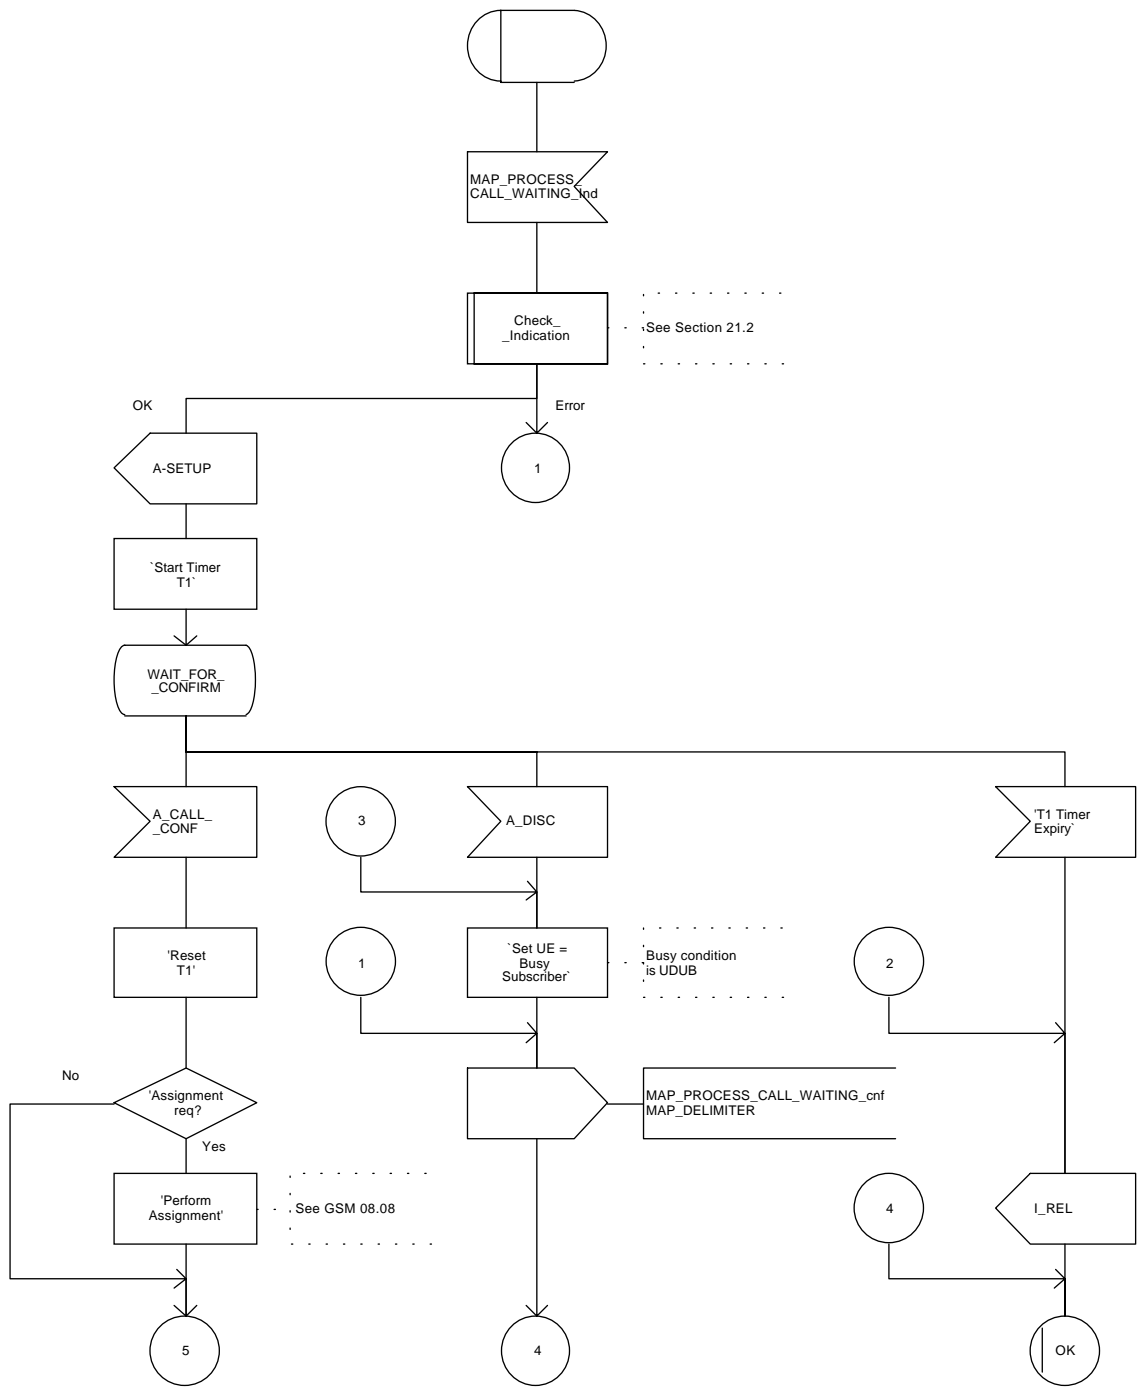 MAP_PROCESS_
CALL_WAITING_Ind
Check_
_Indication
See Section 21.2
OK
Error
A-SETUP
1
`Start Timer
T1`
WAIT_FOR_
_CONFIRM
A_CALL_
_CONF
3
A_DISC
'T1 Timer
Expiry`
'Reset
T1'
1
`Set UE =
Busy
Subscriber`
Busy condition
is UDUB
2
No
'Assignment
req?
MAP_PROCESS_CALL_WAITING_cnf
MAP_DELIMITER
Yes
'Perform
Assignment'
See GSM 08.08
4
I_REL
5
4
OK